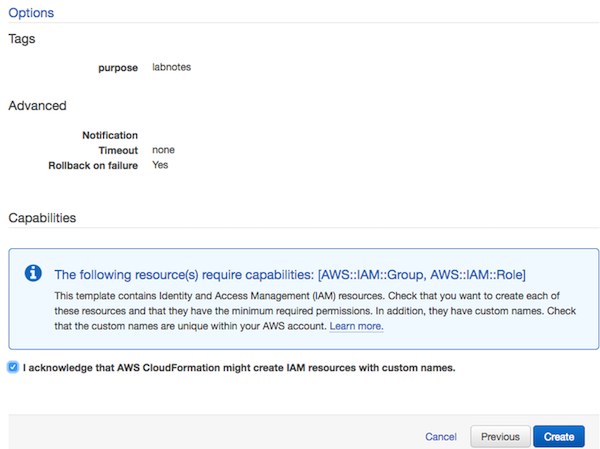 Options
Tags
purpose labnotes
Advanced
Notification
Timeout none
Rollback on failure Yes
Capabilities
The following resource(s) require capabilities: [AWS::IAM::Group, AWS::IAM::Role]
This template contains Identity and Access Management (IAM) resources. Check that you want to create each of
these resources and that they have the minimum required permissions. In addition, they have custom names. Check
that the custom names are unique within your AWS account. Learn more.
I acknowledge that AWS CloudFormation might create IAM resources with custom names.
Cancel Previous Create